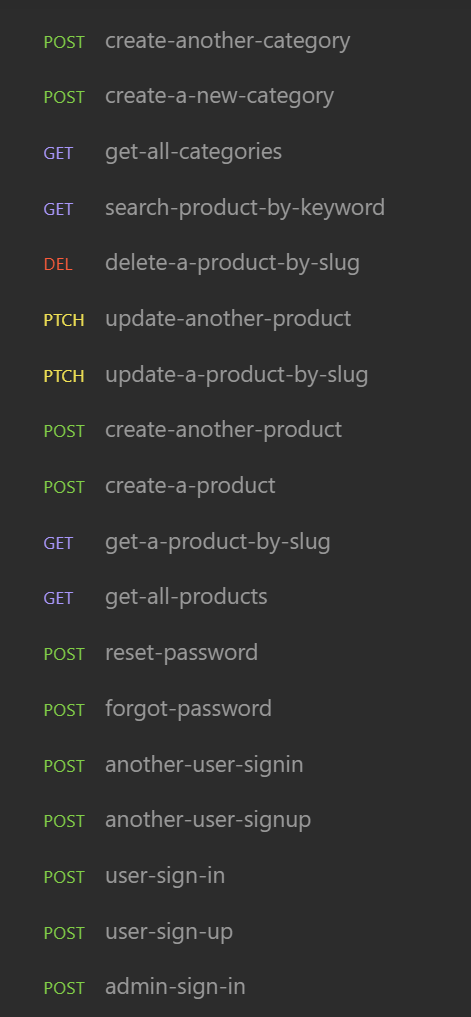 POST create-another-category
POST create-a-new-category
GET get-all-categories
GET search-product-by-keyword
DEL delete-a-product-by-slug
PTCH update-another-product
PTCH update-a-product-by-slug
POST create-another-product
POST create-a-product
GET get-a-product-by-slug
GET get-all-products
POST reset-password
POST forgot-password
POST another-user-signin
POST another-user-signup
POST user-sign-in
POST user-sign-up
POST admin-sign-in